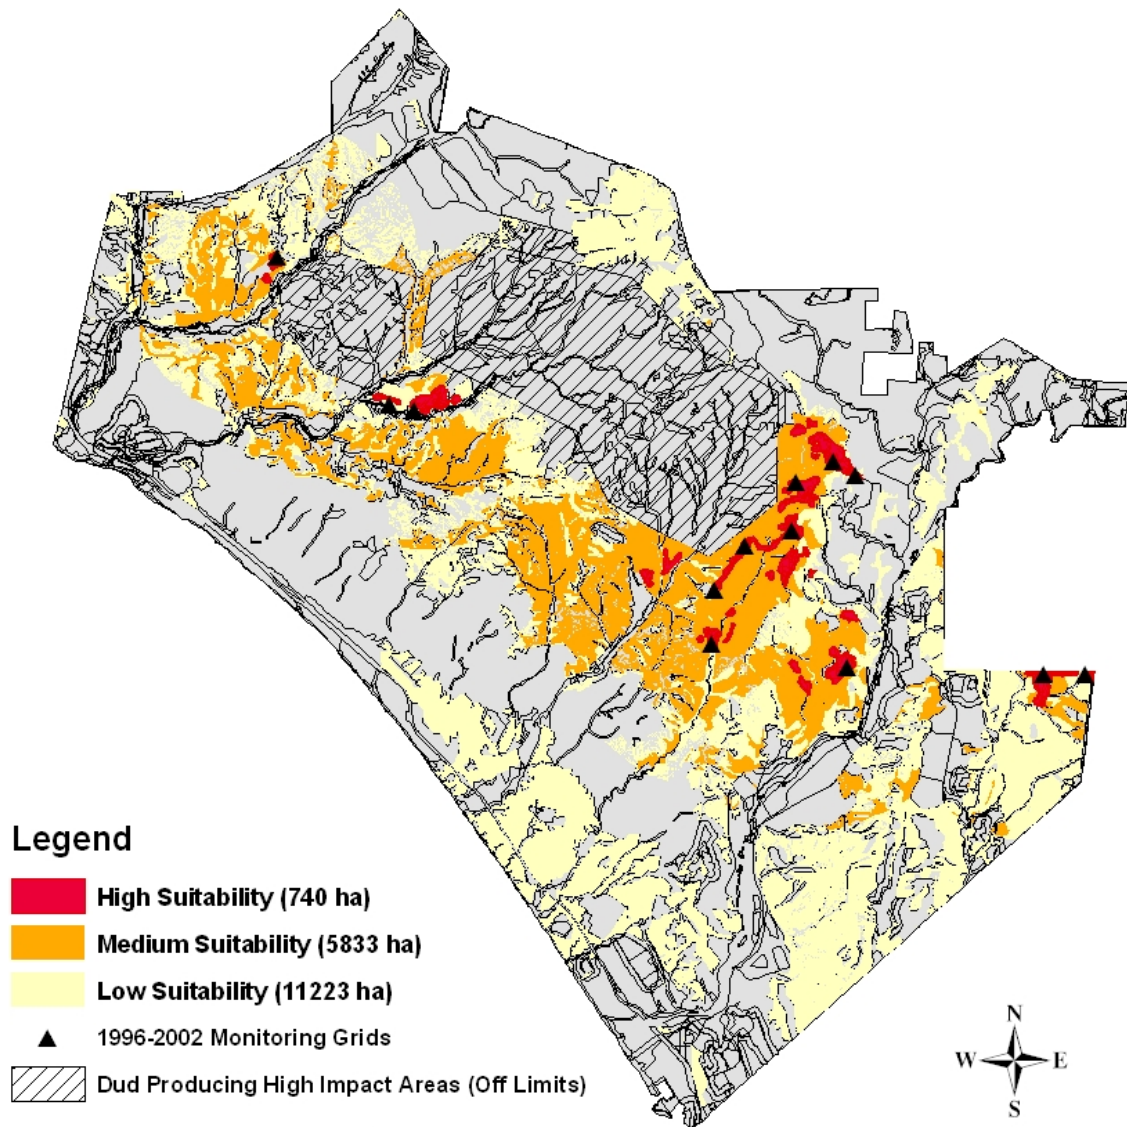 Legend
High Suitability (740 ha)
Medium Suitability (5833 ha)
Low Suitability (11223 ha)
1996-2002 Monitoring Grids
Dud Producing High Impact Areas (Off Limits)
N
W E
S